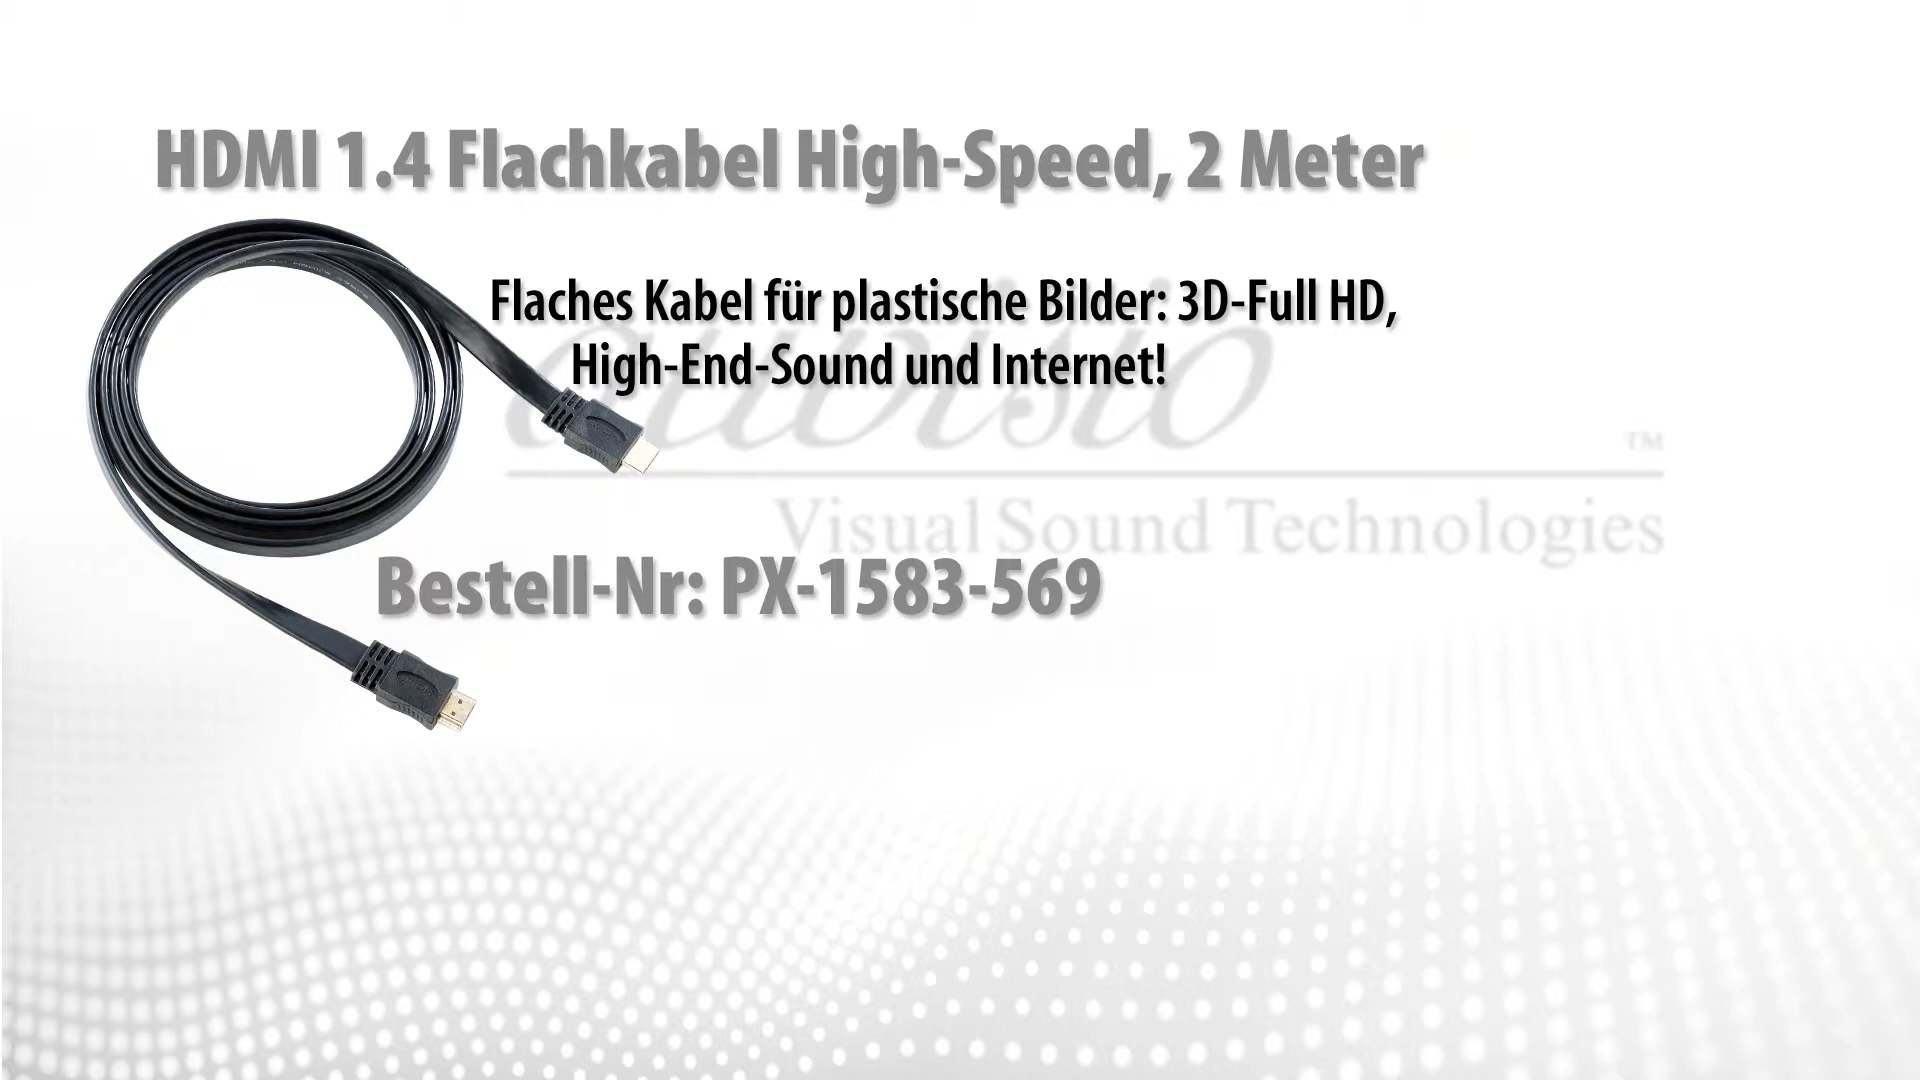 HDMI 1.4 Flachkabel High-Speed, 2 Meter
Flaches Kabel für plastische Bilder: 3D-Full HD,
High-End-Sound und Internet!
auvisio
TM
Visual Sound Technologies
Bestell-Nr: PX-1583-569